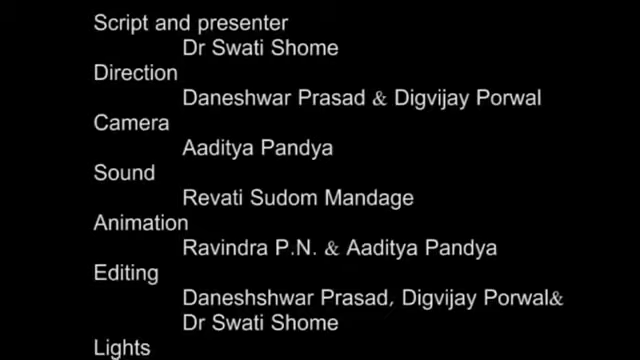 Script and presenter
Dr Swati Shome
Direction
Daneshwar Prasad & Digvijay Porwal
Camera
Aaditya Pandya
Sound
Revati Sudom Mandage
Animation
Ravindra P.N. & Aaditya Pandya
Editing
Daneshshwar Prasad, Digvijay Porwal&
Dr Swati Shome
Lights